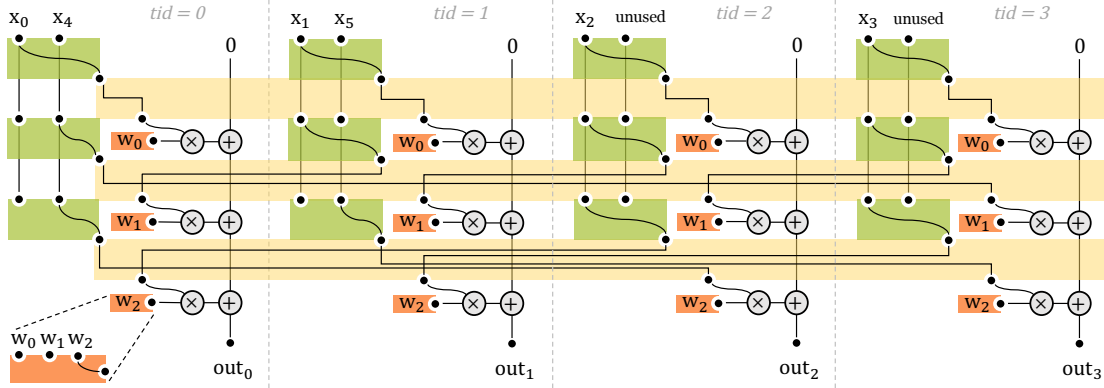 tid = 0 tid = 1 tid = 2 tid = 3
x₀ x₄ 0 x₁ x₅ 0 x₂ unused 0 x₃ unused 0
w₀ × + w₀ × + w₀ × + w₀ × +
w₁ × + w₁ × + w₁ × + w₁ × +
w₂ × + w₂ × + w₂ × + w₂ × +
w₀ w₁ w₂
out₀ out₁ out₂ out₃